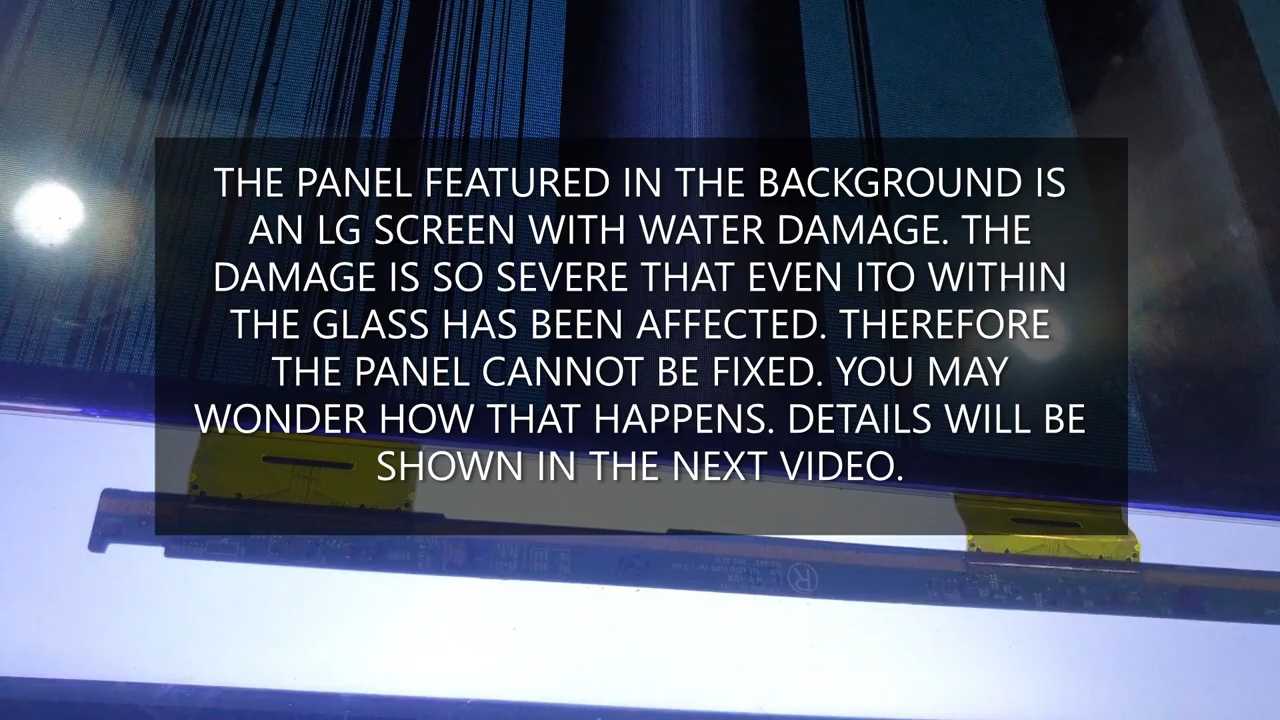 THE PANEL FEATURED IN THE BACKGROUND IS
AN LG SCREEN WITH WATER DAMAGE. THE
DAMAGE IS SO SEVERE THAT EVEN ITO WITHIN
THE GLASS HAS BEEN AFFECTED. THEREFORE
THE PANEL CANNOT BE FIXED. YOU MAY
WONDER HOW THAT HAPPENS. DETAILS WILL BE
SHOWN IN THE NEXT VIDEO.